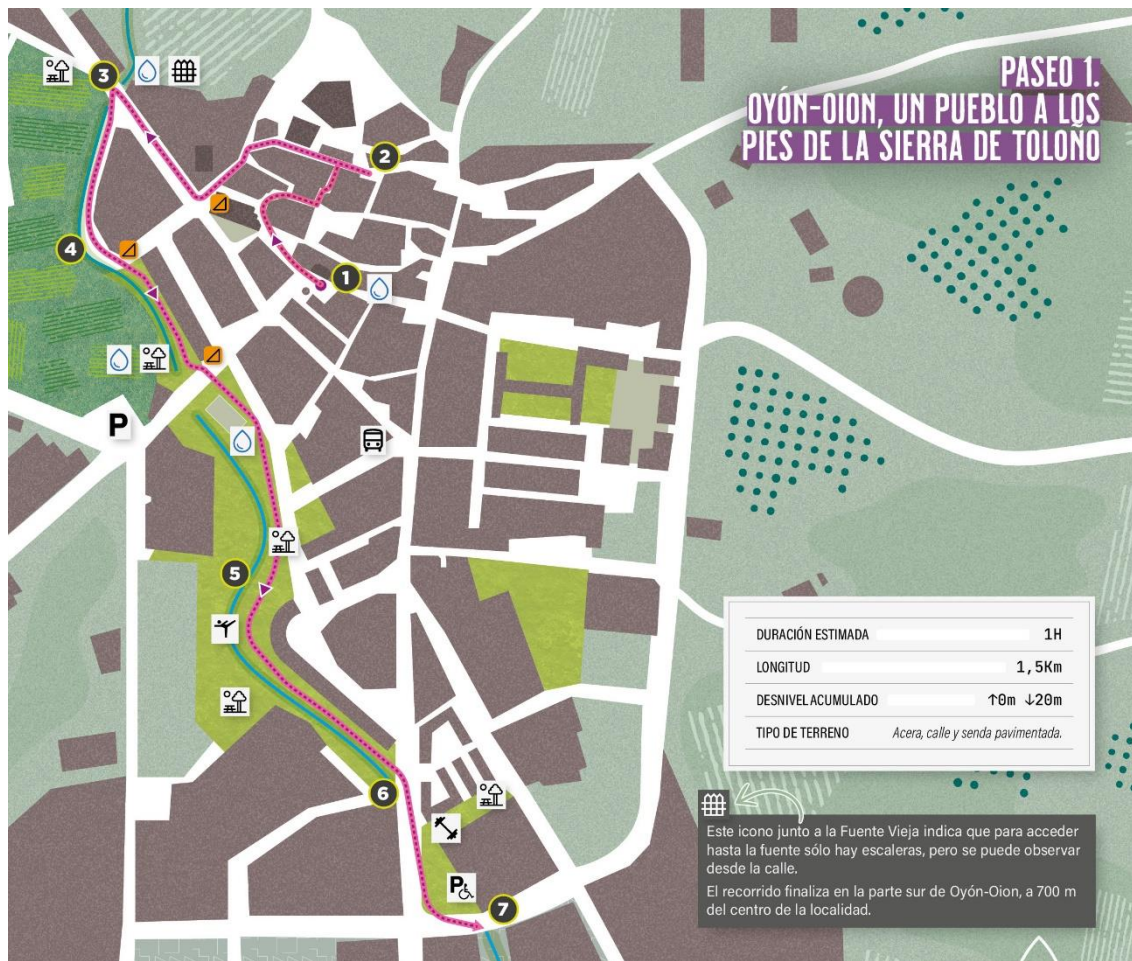 PASEO 1.
OYÓN-OION, UN PUEBLO A LOS
PIES DE LA SIERRA DE TOLOÑO
3
2
1
4
P
5
6
7
P
DURACIÓN ESTIMADA 1H
LONGITUD 1,5Km
DESNIVEL ACUMULADO ↑0m ↓20m
TIPO DE TERRENO Acera, calle y senda pavimentada.
Este icono junto a la Fuente Vieja indica que para acceder
hasta la fuente sólo hay escaleras, pero se puede observar
desde la calle.
El recorrido finaliza en la parte sur de Oyón-Oion, a 700 m
del centro de la localidad.